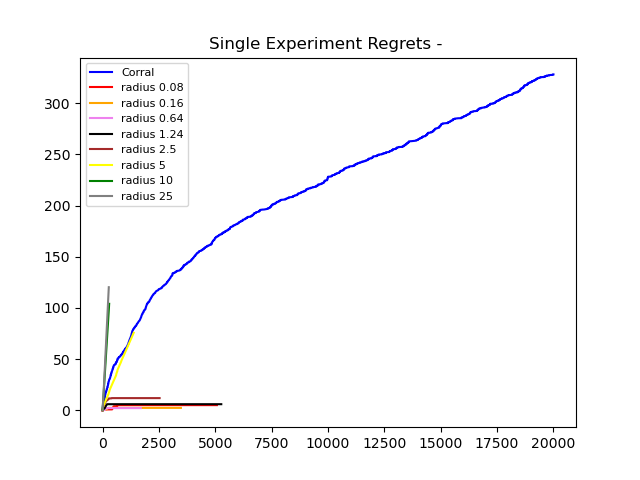 Single Experiment Regrets -
Corral
radius 0.08
radius 0.16
radius 0.64
radius 1.24
radius 2.5
radius 5
radius 10
radius 25
300
250
200
150
100
50
0
0 2500 5000 7500 10000 12500 15000 17500 20000